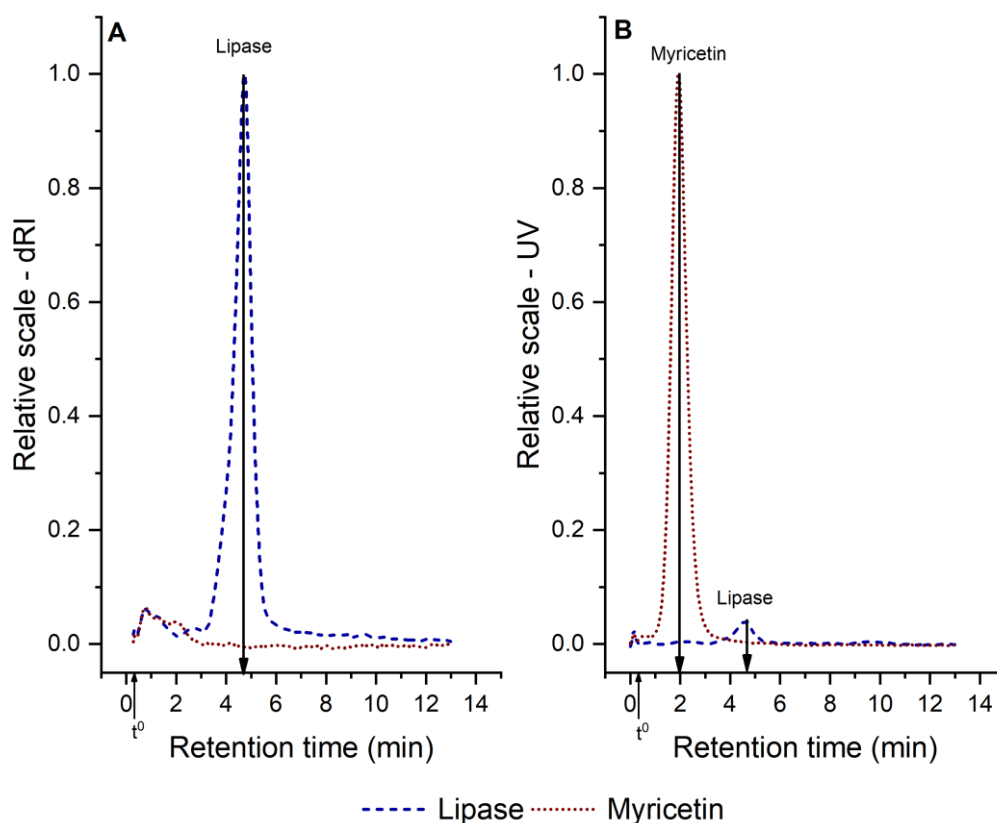 A
Lipase
1.0
0.8
0.6
0.4
0.2
0.0
Relative scale - dRI
0 2 4 6 8 10 12 14
t⁰
Retention time (min)
B
Myricetin
Lipase
1.0
0.8
0.6
0.4
0.2
0.0
Relative scale - UV
0 2 4 6 8 10 12 14
t⁰
Retention time (min)
Lipase Myricetin